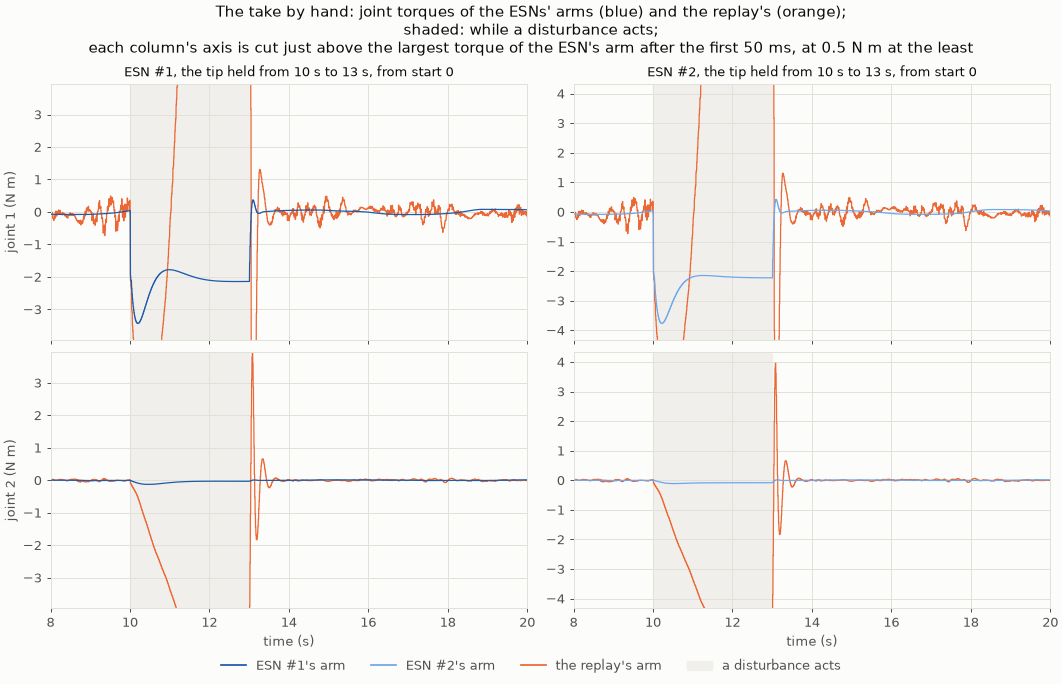 The take by hand: joint torques of the ESNs' arms (blue) and the replay's (orange);
shaded: while a disturbance acts;
each column's axis is cut just above the largest torque of the ESN's arm after the first 50 ms, at 0.5 N m at the least
ESN #1, the tip held from 10 s to 13 s, from start 0
ESN #2, the tip held from 10 s to 13 s, from start 0
joint 1 (N m)
3
2
1
0
−1
−2
−3
4
3
2
1
0
−1
−2
−3
−4
joint 2 (N m)
3
2
1
0
−1
−2
−3
4
3
2
1
0
−1
−2
−3
−4
8 10 12 14 16 18 20
8 10 12 14 16 18 20
time (s)
time (s)
ESN #1's arm
ESN #2's arm
the replay's arm
a disturbance acts